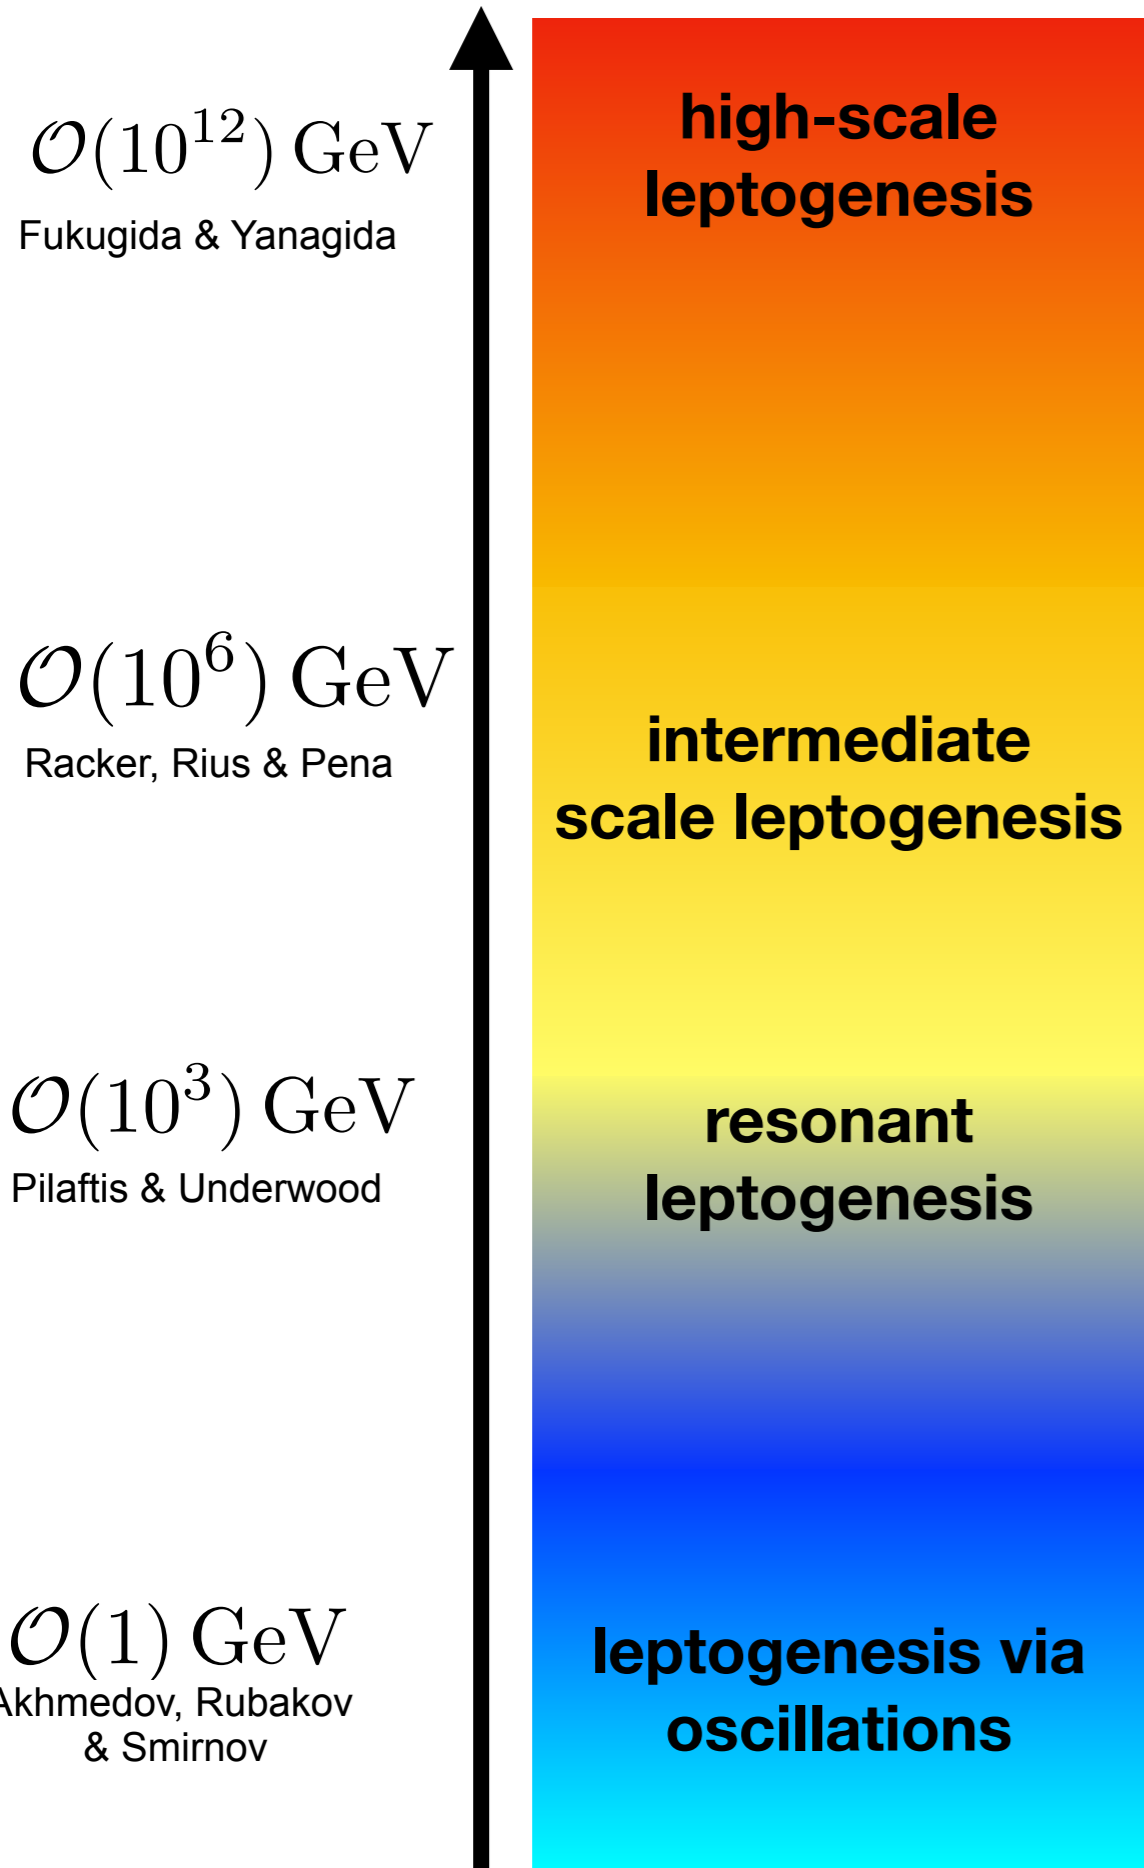 𝒪(10¹²) GeV
Fukugida & Yanagida
high-scale
leptogenesis
𝒪(10⁶) GeV
Racker, Rius & Pena
intermediate
scale leptogenesis
𝒪(10³) GeV
Pilaftis & Underwood
resonant
leptogenesis
𝒪(1) GeV
Akhmedov, Rubakov
& Smirnov
leptogenesis via
oscillations